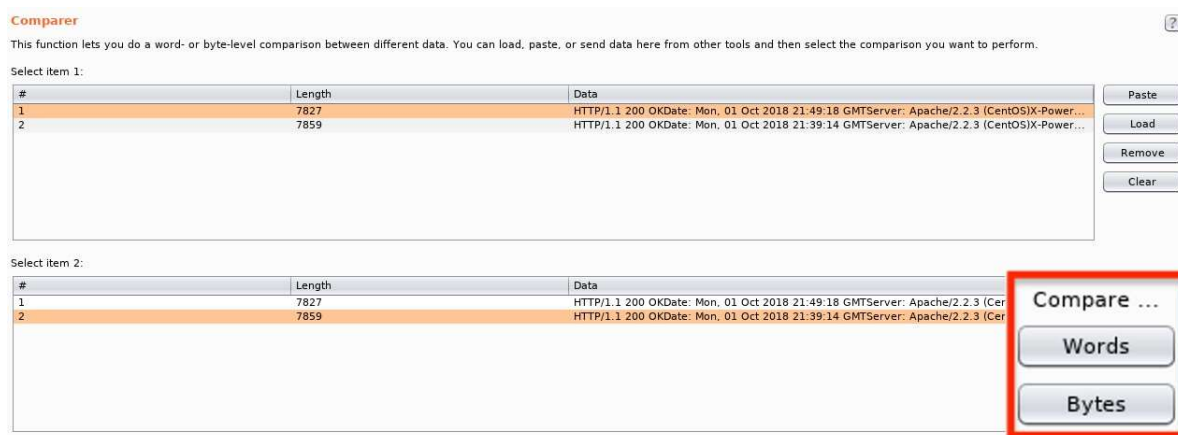 Comparer
?
This function lets you do a word- or byte-level comparison between different data. You can load, paste, or send data here from other tools and then select the comparison you want to perform.
Select item 1:
# Length Data
1 7827 HTTP/1.1 200 OKDate: Mon, 01 Oct 2018 21:49:18 GMTServer: Apache/2.2.3 (CentOS)X-Power...
2 7859 HTTP/1.1 200 OKDate: Mon, 01 Oct 2018 21:39:14 GMTServer: Apache/2.2.3 (CentOS)X-Power...
Paste
Load
Remove
Clear
Select item 2:
# Length Data
1 7827 HTTP/1.1 200 OKDate: Mon, 01 Oct 2018 21:49:18 GMTServer: Apache/2.2.3 (Cer
2 7859 HTTP/1.1 200 OKDate: Mon, 01 Oct 2018 21:39:14 GMTServer: Apache/2.2.3 (Cer
Compare ...
Words
Bytes